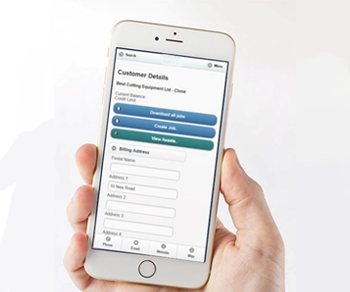 Search Menu
Customer Details
Best Cutting Equipment Ltd - Clone
Current Balance:
Credit Limit:
Download all jobs
Create Job.
View Assets.
Billing Address
Postal Name:
Address 1
10 New Road
Address 2
Address 3
Address 4
Phone Email Website Map